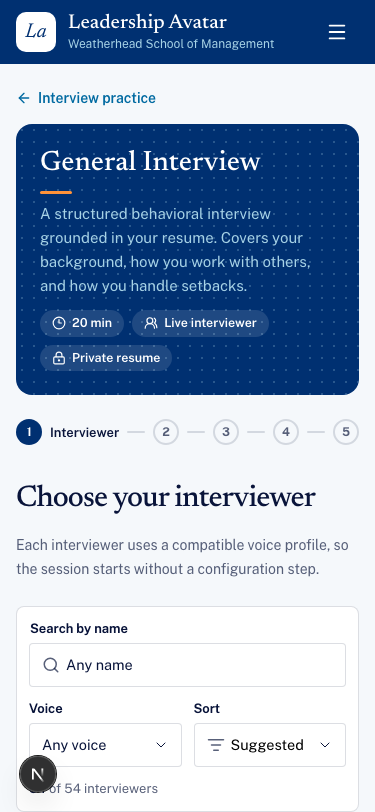 La
Leadership Avatar
Weatherhead School of Management
Interview practice
General Interview
A structured behavioral interview
grounded in your resume. Covers your
background, how you work with others,
and how you handle setbacks.
20 min
Live interviewer
Private resume
1 Interviewer 2 3 4 5
Choose your interviewer
Each interviewer uses a compatible voice profile, so
the session starts without a configuration step.
Search by name
Any name
Voice Sort
Any voice Suggested
N
of 54 interviewers